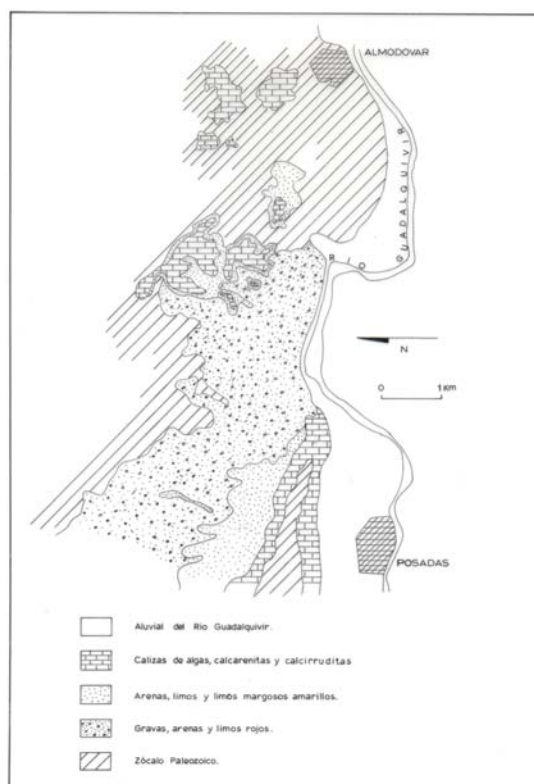 ALMODOVAR
RIO GUADALQUIVIR
N
0 1 Km
POSADAS
Aluvial del Río Guadalquivir.
Calizas de algas, calcarenitas y calcirruditas
Arenas, limos y limos margosos amarillos.
Gravas, arenas y limos rojos.
Zócalo Paleozoico.